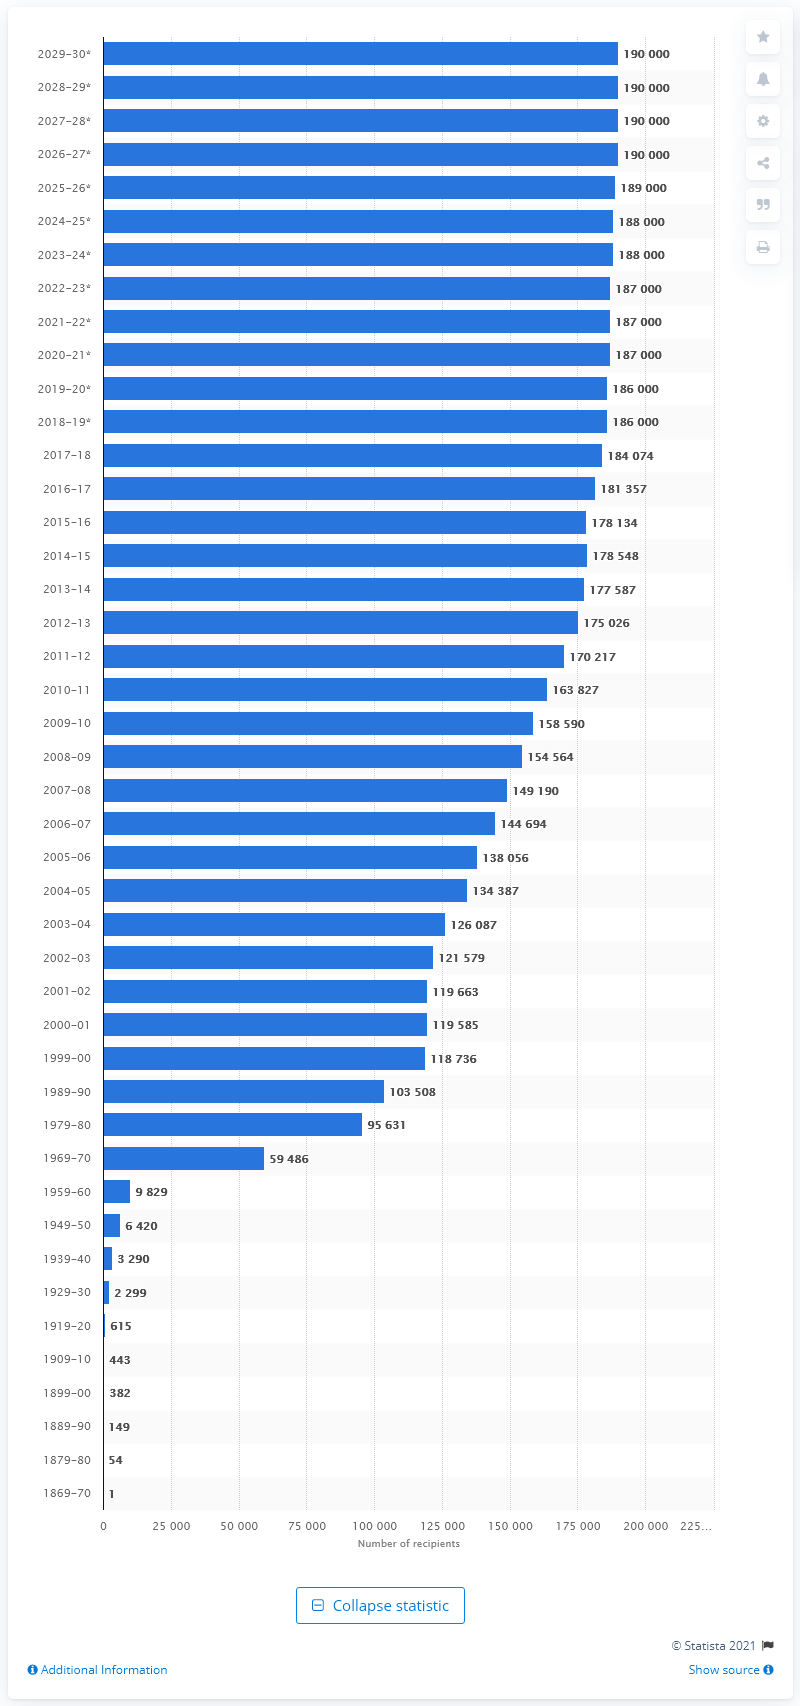 2029–30* 190 000
2028–29* 190 000
2027–28* 190 000
2026–27* 190 000
2025–26* 189 000
2024–25* 188 000
2023–24* 188 000
2022–23* 187 000
2021–22* 187 000
2020–21* 187 000
2019–20* 186 000
2018–19* 186 000
2017–18 184 074
2016–17 181 357
2015–16 178 134
2014–15 178 548
2013–14 177 587
2012–13 175 026
2011–12 170 217
2010–11 163 827
2009–10 158 590
2008–09 154 564
2007–08 149 190
2006–07 144 694
2005–06 138 056
2004–05 134 387
2003–04 126 087
2002–03 121 579
2001–02 119 663
2000–01 119 585
1999–00 118 736
1989–90 103 508
1979–80 95 631
1969–70 59 486
1959–60 9 829
1949–50 6 420
1939–40 3 290
1929–30 2 299
1919–20 615
1909–10 443
1899–00 382
1889–90 149
1879–80 54
1869–70 1
0 25 000 50 000 75 000 100 000 125 000 150 000 175 000 200 000 225...
Number of recipients
Collapse statistic
© Statista 2021
Additional Information Show source